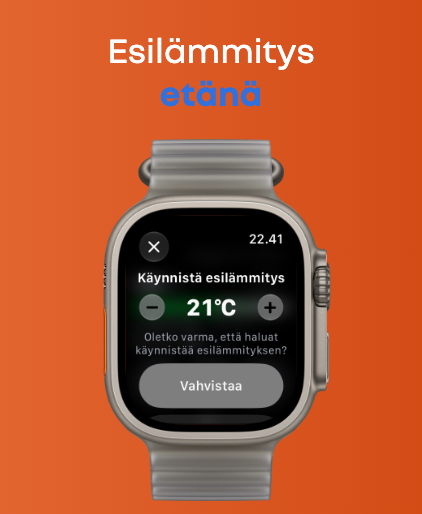 Esilämmitys
etänä
22.41
Käynnistä esilämmitys
21°C
Oletko varma, että haluat
käynnistää esilämmityksen?
Vahvistaa